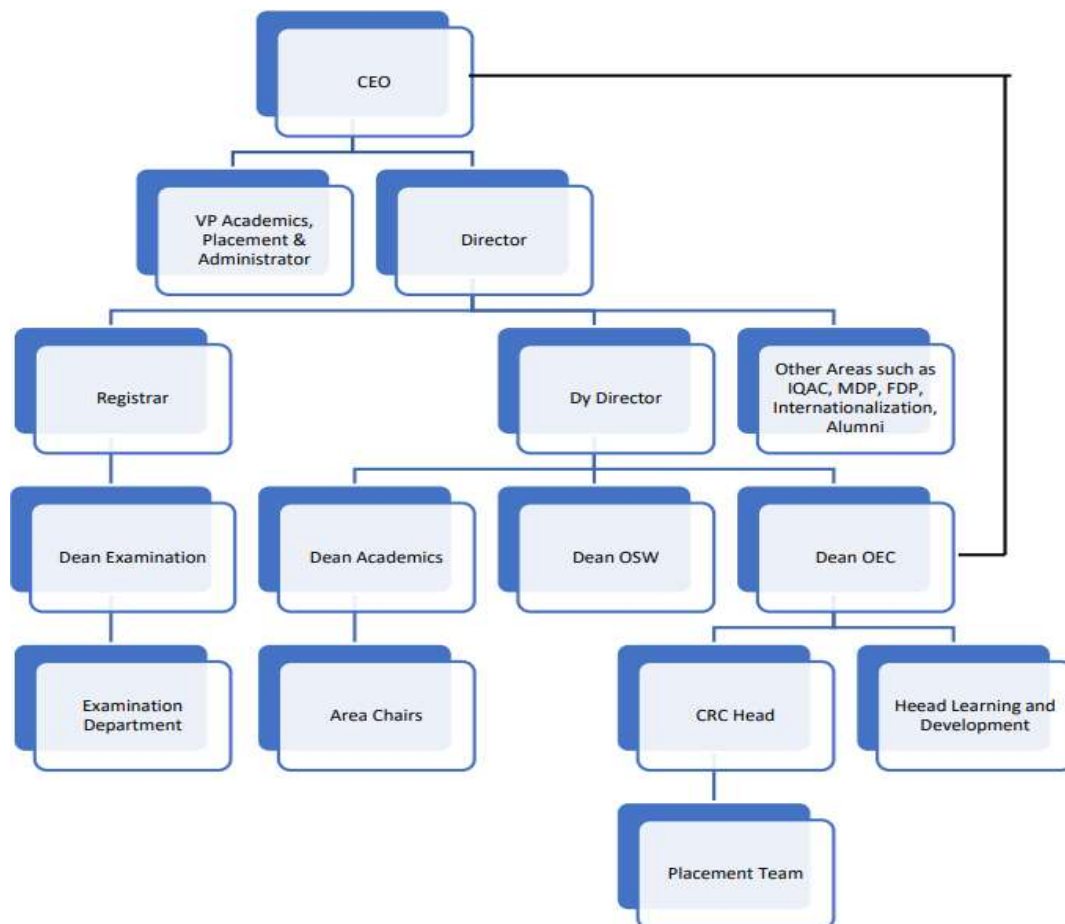 CEO
VP Academics,
Placement &
Administrator
Director
Registrar
Dy Director
Other Areas such as
IQAC, MDP, FDP,
Internationalization,
Alumni
Dean Examination
Dean Academics
Dean OSW
Dean OEC
Examination
Department
Area Chairs
CRC Head
Heead Learning and
Development
Placement Team